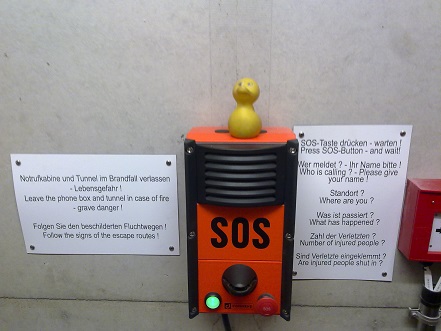 Notrufkabine und Tunnel im Brandfall verlassen
- Lebensgefahr !
Leave the phone box and tunnel in case of fire
- grave danger !
Folgen Sie den beschilderten Fluchtwegen !
Follow the signs of the escape routes !
SOS
SOS-Taste drücken - warten !
Press SOS-Button - and wait!
Wer meldet ? - Ihr Name bitte !
Who is calling ? - Please give
your name !
Standort ?
Where are you ?
Was ist passiert ?
What has happened ?
Zahl der Verletzten ?
Number of injured people ?
Sind Verletzte eingeklemmt ?
Are injured people shut in ?